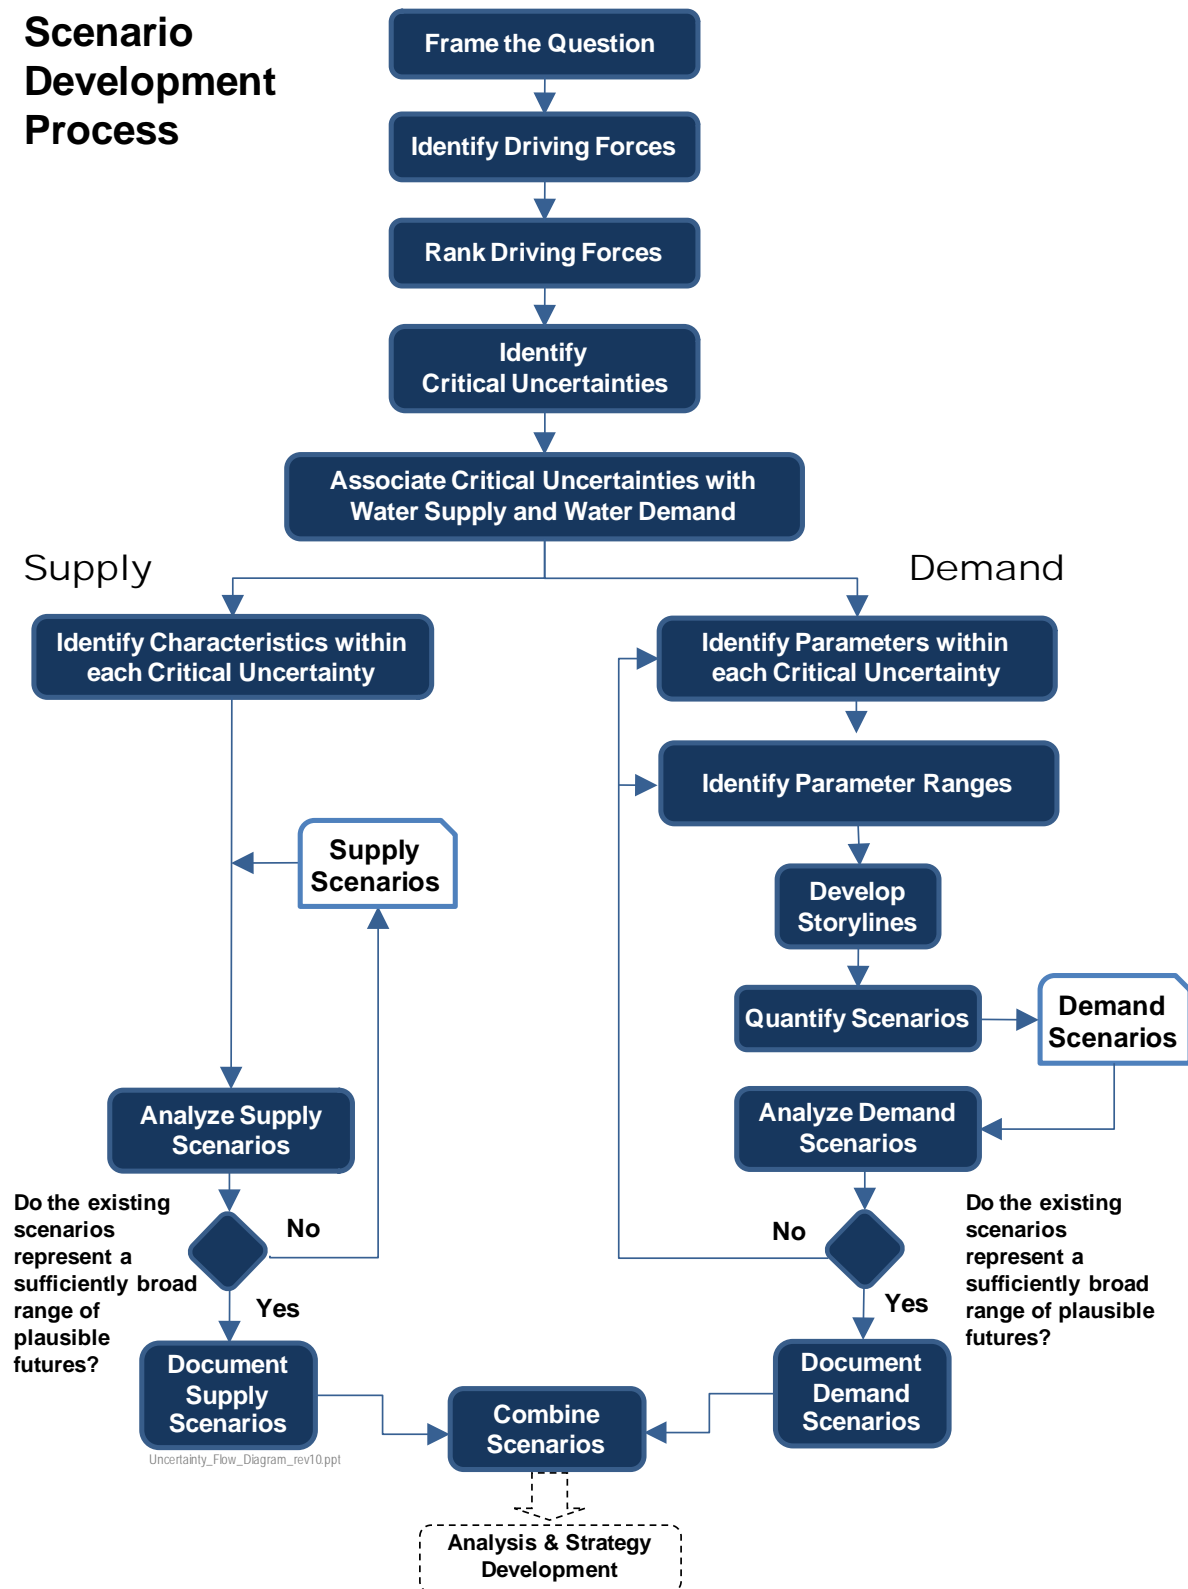 Scenario
Development
Process
Frame the Question
Identify Driving Forces
Rank Driving Forces
Identify
Critical Uncertainties
Associate Critical Uncertainties with
Water Supply and Water Demand
Supply
Demand
Identify Characteristics within
each Critical Uncertainty
Identify Parameters within
each Critical Uncertainty
Identify Parameter Ranges
Supply
Scenarios
Develop
Storylines
Quantify Scenarios
Demand
Scenarios
Analyze Supply
Scenarios
Analyze Demand
Scenarios
Do the existing
scenarios
represent a
sufficiently broad
range of
plausible
futures?
No
Yes
No
Yes
Do the existing
scenarios
represent a
sufficiently broad
range of plausible
futures?
Document
Supply
Scenarios
Combine
Scenarios
Document
Demand
Scenarios
Uncertainty_Flow_Diagram_rev10.ppt
Analysis & Strategy
Development